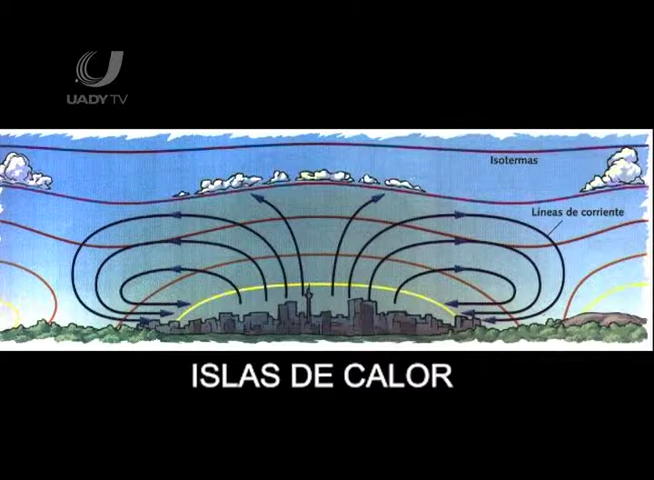 UADY TV
Isotermas
Líneas de corriente
ISLAS DE CALOR